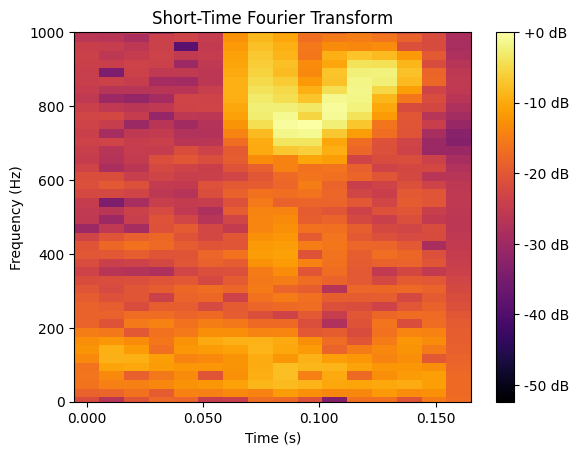 Short-Time Fourier Transform
Frequency (Hz)
1000
800
600
400
200
0
0.000
0.050
0.100
0.150
Time (s)
+0 dB
-10 dB
-20 dB
-30 dB
-40 dB
-50 dB